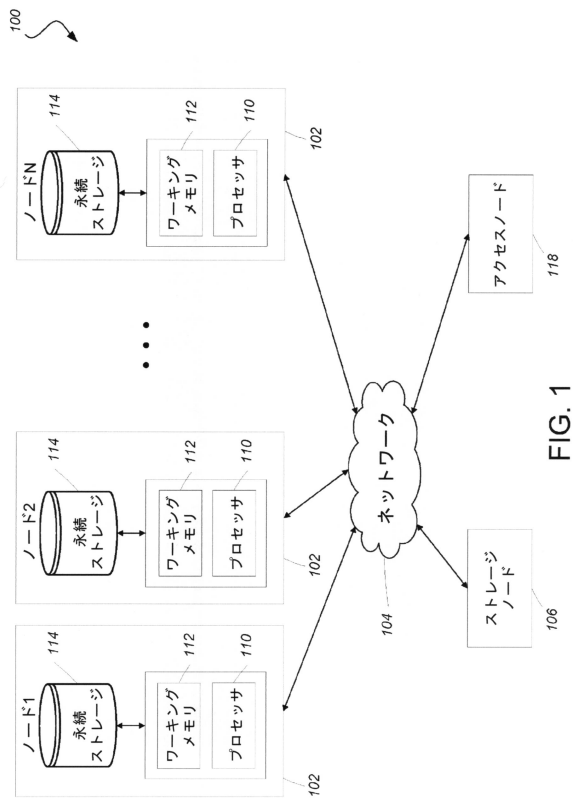 100
ノード1
114
永続
ストレージ
112
ワーキング
メモリ
110
プロセッサ
102
ノード2
114
永続
ストレージ
112
ワーキング
メモリ
110
プロセッサ
102
ノードN
114
永続
ストレージ
112
ワーキング
メモリ
110
プロセッサ
102
ネットワーク
104
ストレージ
ノード
106
アクセスノード
118
FIG. 1